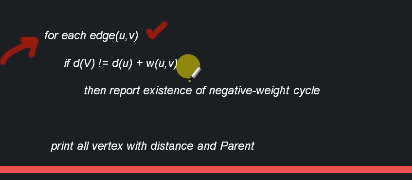 for each edge(u,v)
if d(V) != d(u) + w(u,v)
then report existence of negative-weight cycle
print all vertex with distance and Parent